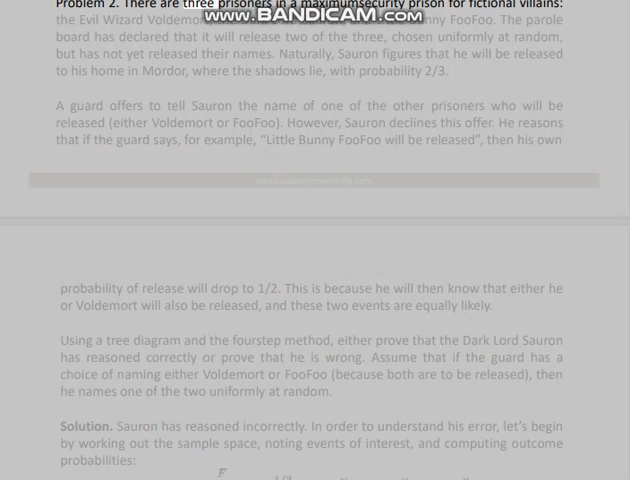 Problem 2. There are three prisoners in a maximumsecurity prison for fictional villains:
www.BANDICAM.com
the Evil Wizard Voldemort nny FooFoo. The parole
board has declared that it will release two of the three, chosen uniformly at random,
but has not yet released their names. Naturally, Sauron figures that he will be released
to his home in Mordor, where the shadows lie, with probability 2/3.
A guard offers to tell Sauron the name of one of the other prisoners who will be
released (either Voldemort or FooFoo). However, Sauron declines this offer. He reasons
that if the guard says, for example, “Little Bunny FooFoo will be released”, then his own
probability of release will drop to 1/2. This is because he will then know that either he
or Voldemort will also be released, and these two events are equally likely.
Using a tree diagram and the fourstep method, either prove that the Dark Lord Sauron
has reasoned correctly or prove that he is wrong. Assume that if the guard has a
choice of naming either Voldemort or FooFoo (because both are to be released), then
he names one of the two uniformly at random.
Solution. Sauron has reasoned incorrectly. In order to understand his error, let’s begin
by working out the sample space, noting events of interest, and computing outcome
probabilities:
F
1/2